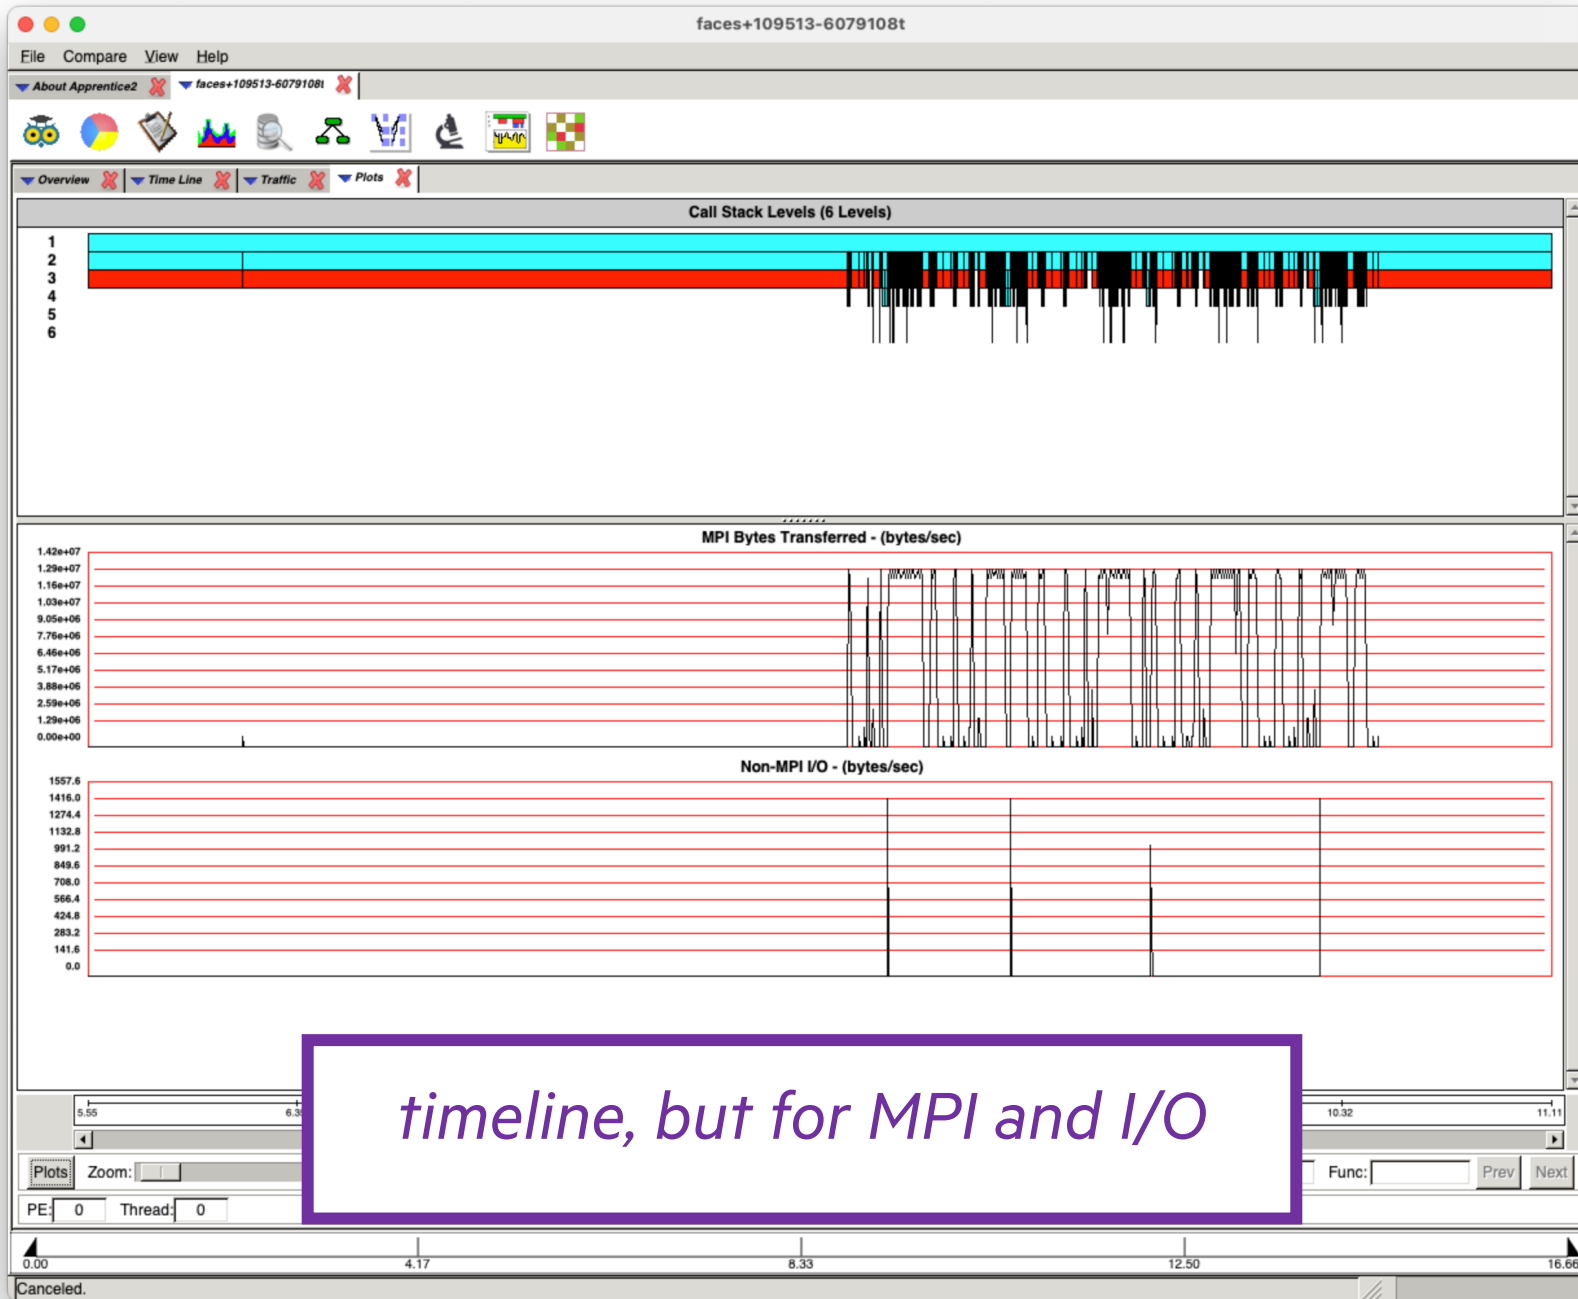 faces+109513-6079108t
File Compare View Help
About Apprentice2 faces+109513-6079108t
Overview Time Line Traffic Plots
Call Stack Levels (6 Levels)
1
2
3
4
5
6
MPI Bytes Transferred - (bytes/sec)
1.42e+07
1.29e+07
1.16e+07
1.03e+07
9.05e+06
7.76e+06
6.46e+06
5.17e+06
3.88e+06
2.59e+06
1.29e+06
0.00e+00
Non-MPI I/O - (bytes/sec)
1557.6
1416.0
1274.4
1132.8
991.2
849.6
708.0
566.4
424.8
283.2
141.6
0.0
timeline, but for MPI and I/O
5.55 10.32 11.11
Plots Zoom: Func: Prev Next
PE: 0 Thread: 0
0.00 4.17 8.33 12.50 16.66
Canceled.